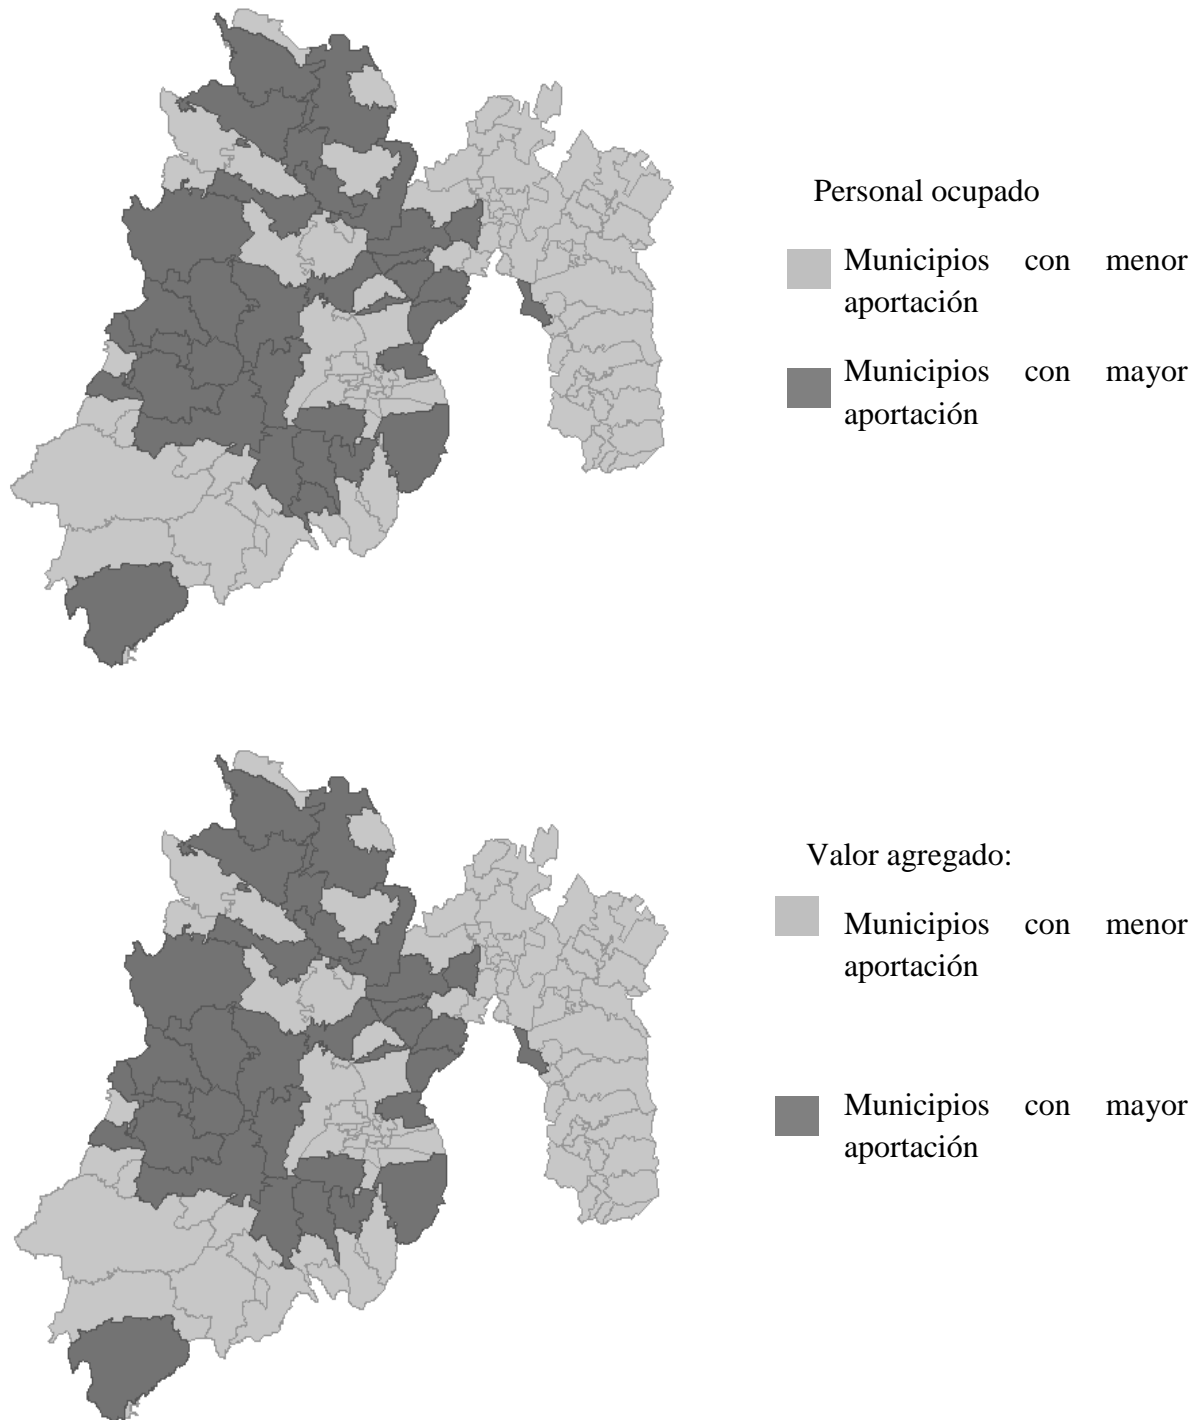 Personal ocupado
Municipios con menor
aportación
Municipios con mayor
aportación
Valor agregado:
Municipios con menor
aportación
Municipios con mayor
aportación